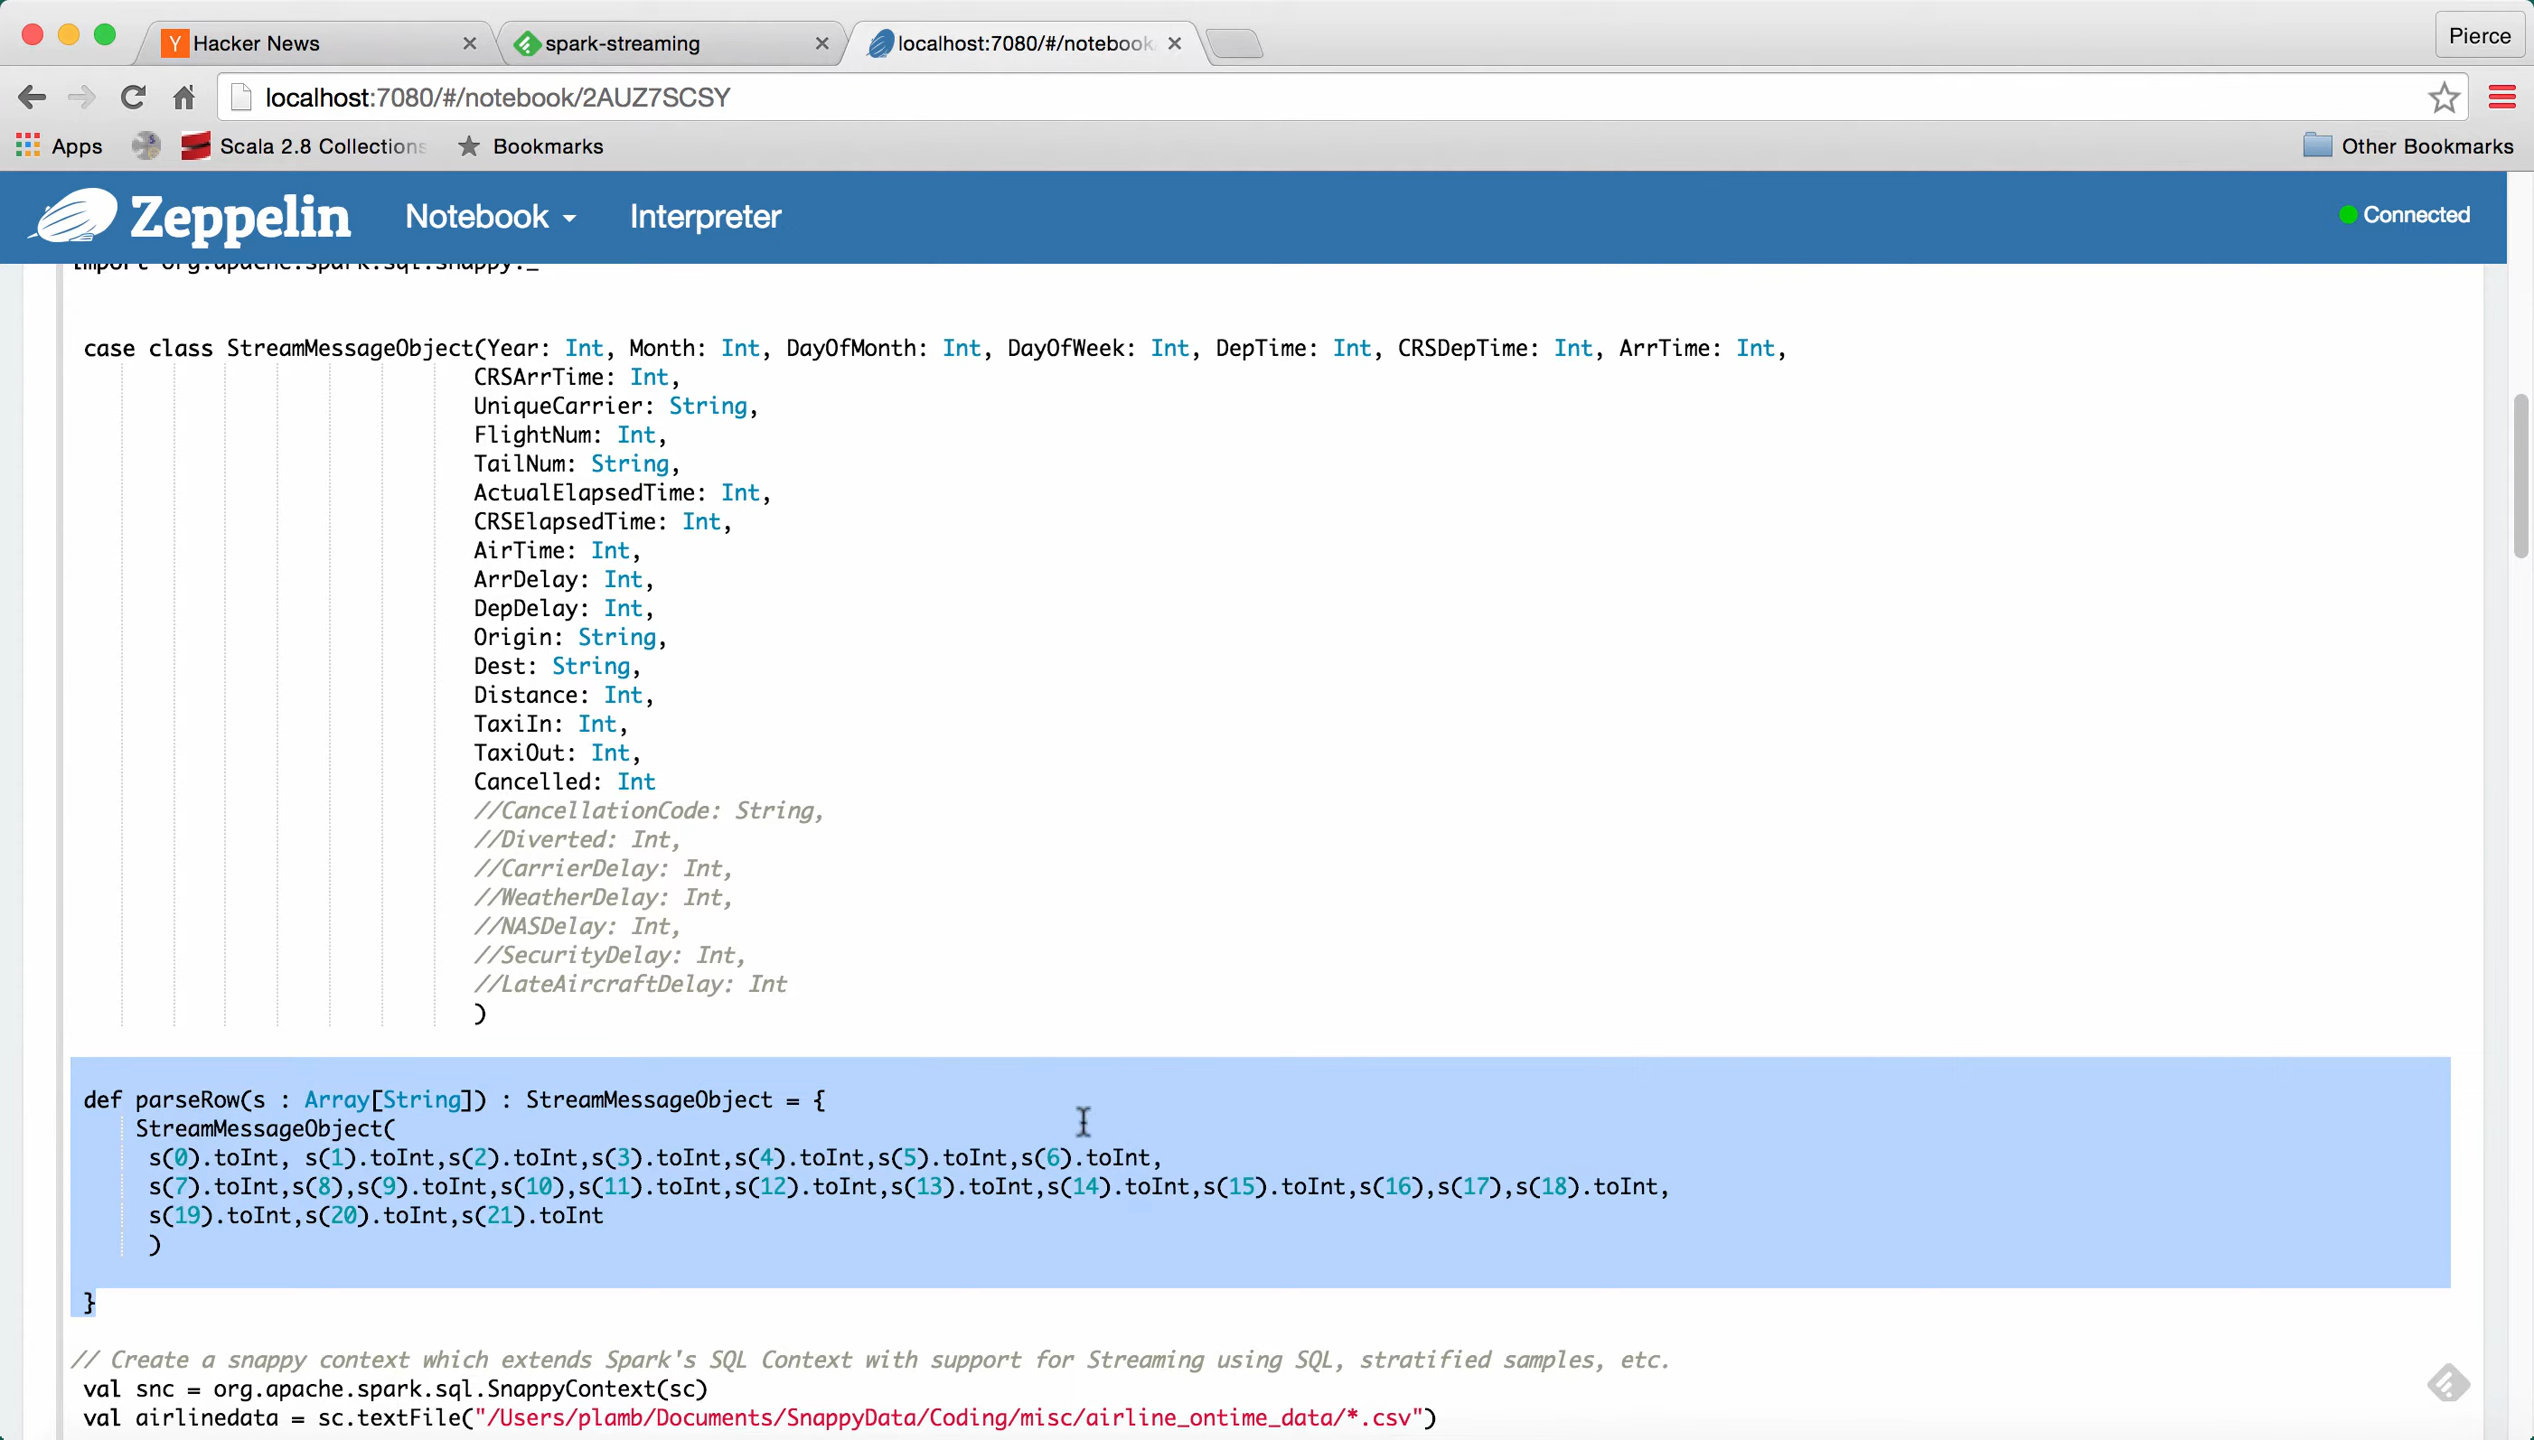 Hacker News
spark-streaming
localhost:7080/#/notebook
Pierce
localhost:7080/#/notebook/2AUZ7SCSY
Apps
Scala 2.8 Collections
Bookmarks
Other Bookmarks
Zeppelin
Notebook
Interpreter
Connected
import org.apache.spark.sql.snappy._
case class StreamMessageObject(Year: Int, Month: Int, DayOfMonth: Int, DayOfWeek: Int, DepTime: Int, CRSDepTime: Int, ArrTime: Int,
CRSArrTime: Int,
UniqueCarrier: String,
FlightNum: Int,
TailNum: String,
ActualElapsedTime: Int,
CRSElapsedTime: Int,
AirTime: Int,
ArrDelay: Int,
DepDelay: Int,
Origin: String,
Dest: String,
Distance: Int,
TaxiIn: Int,
TaxiOut: Int,
Cancelled: Int
//CancellationCode: String,
//Diverted: Int,
//CarrierDelay: Int,
//WeatherDelay: Int,
//NASDelay: Int,
//SecurityDelay: Int,
//LateAircraftDelay: Int
)
def parseRow(s : Array[String]) : StreamMessageObject = {
StreamMessageObject(
s(0).toInt, s(1).toInt,s(2).toInt,s(3).toInt,s(4).toInt,s(5).toInt,s(6).toInt,
s(7).toInt,s(8),s(9).toInt,s(10),s(11).toInt,s(12).toInt,s(13).toInt,s(14).toInt,s(15).toInt,s(16),s(17),s(18).toInt,
s(19).toInt,s(20).toInt,s(21).toInt
)
}
// Create a snappy context which extends Spark's SQL Context with support for Streaming using SQL, stratified samples, etc.
val snc = org.apache.spark.sql.SnappyContext(sc)
val airlinedata = sc.textFile("/Users/plamb/Documents/SnappyData/Coding/misc/airline_ontime_data/*.csv")